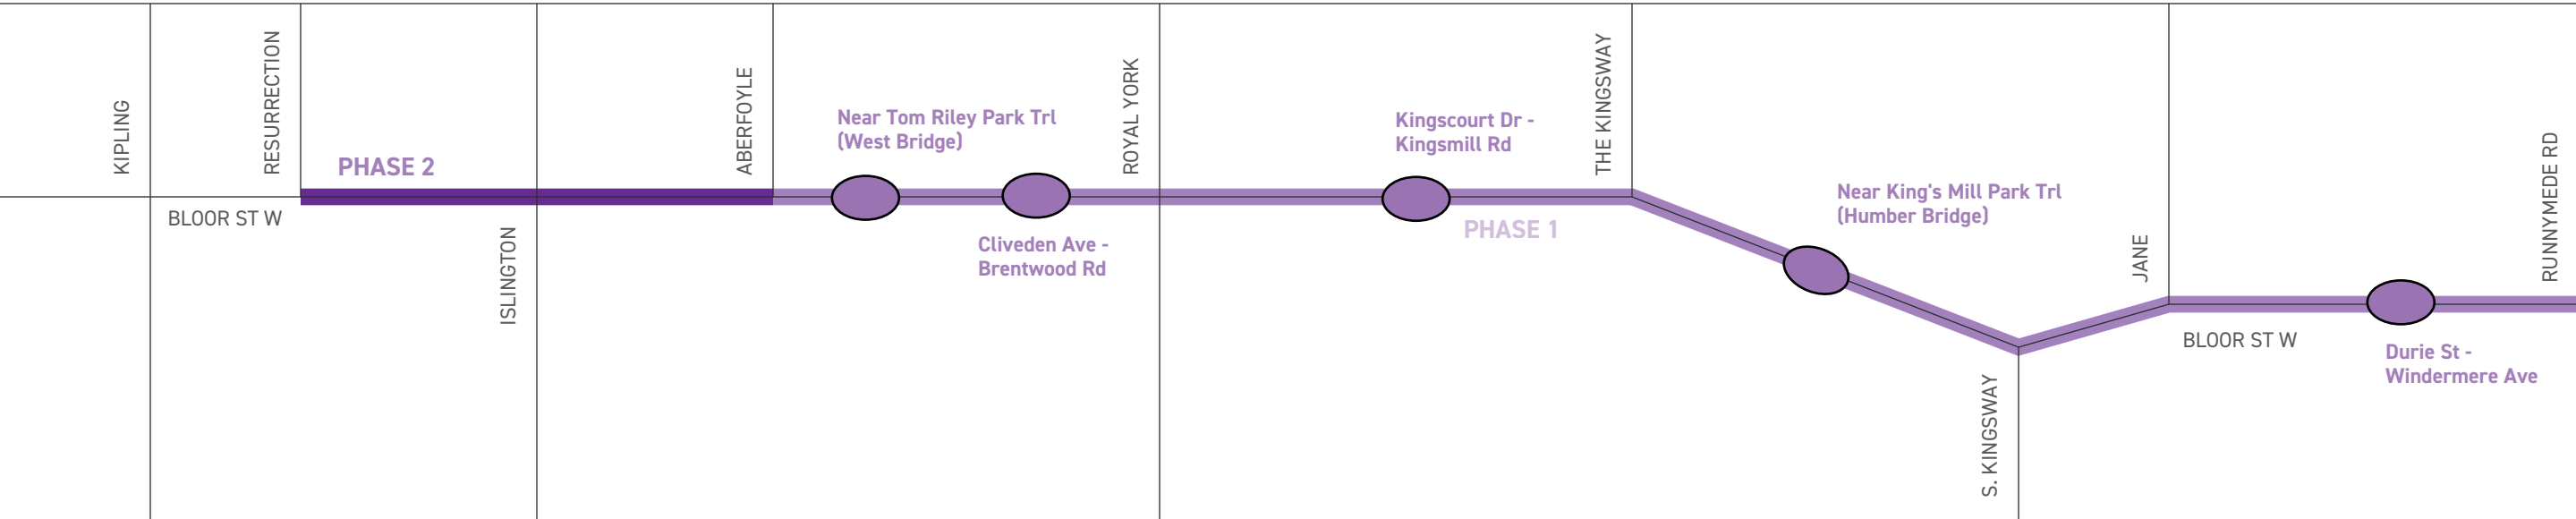 KIPLING
RESURRECTION
PHASE 2
BLOOR ST W
ISLINGTON
ABERFOYLE
Near Tom Riley Park Trl
(West Bridge)
Cliveden Ave -
Brentwood Rd
ROYAL YORK
Kingscourt Dr -
Kingsmill Rd
PHASE 1
THE KINGSWAY
Near King's Mill Park Trl
(Humber Bridge)
S. KINGSWAY
JANE
BLOOR ST W
Durie St -
Windermere Ave
RUNNYMEDE RD